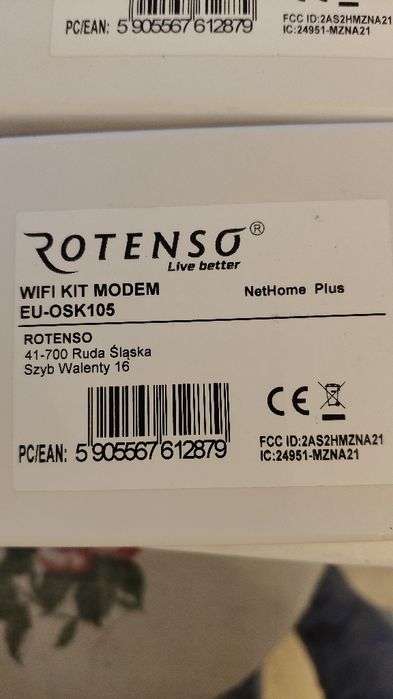 PC/EAN: 5 905567 612879
FCC ID:2AS2HMZNA21
IC:24951-MZNA21
ROTENSO®
Live better
WIFI KIT MODEM
NetHome Plus
EU-OSK105
ROTENSO
41-700 Ruda Śląska
Szyb Walenty 16
CE
PC/EAN: 5 905567 612879
FCC ID:2AS2HMZNA21
IC:24951-MZNA21